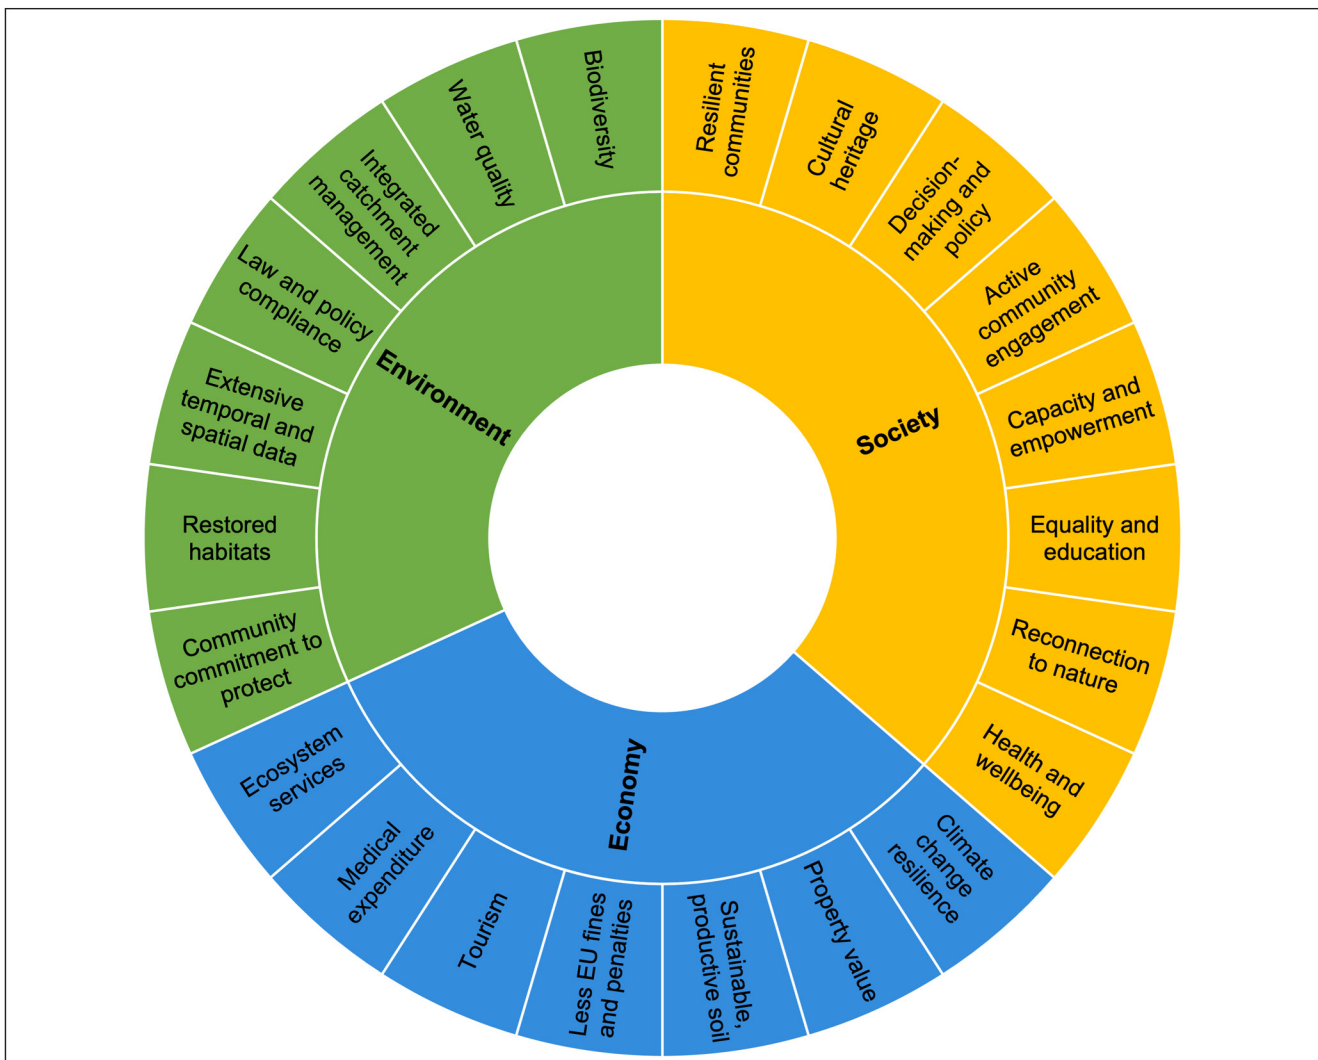 Resilient
communities
Cultural
heritage
Decision-
making and
policy
Active
community
engagement
Capacity and
empowerment
Equality and
education
Reconnection
to nature
Health and
wellbeing
Climate
change
resilience
Property value
Sustainable,
productive soil
Less EU fines
and penalties
Tourism
Medical
expenditure
Ecosystem
services
Community
commitment to
protect
Restored
habitats
Extensive
temporal and
spatial data
Law and policy
compliance
Integrated
catchment
management
Water quality
Biodiversity
Society
Economy
Environment